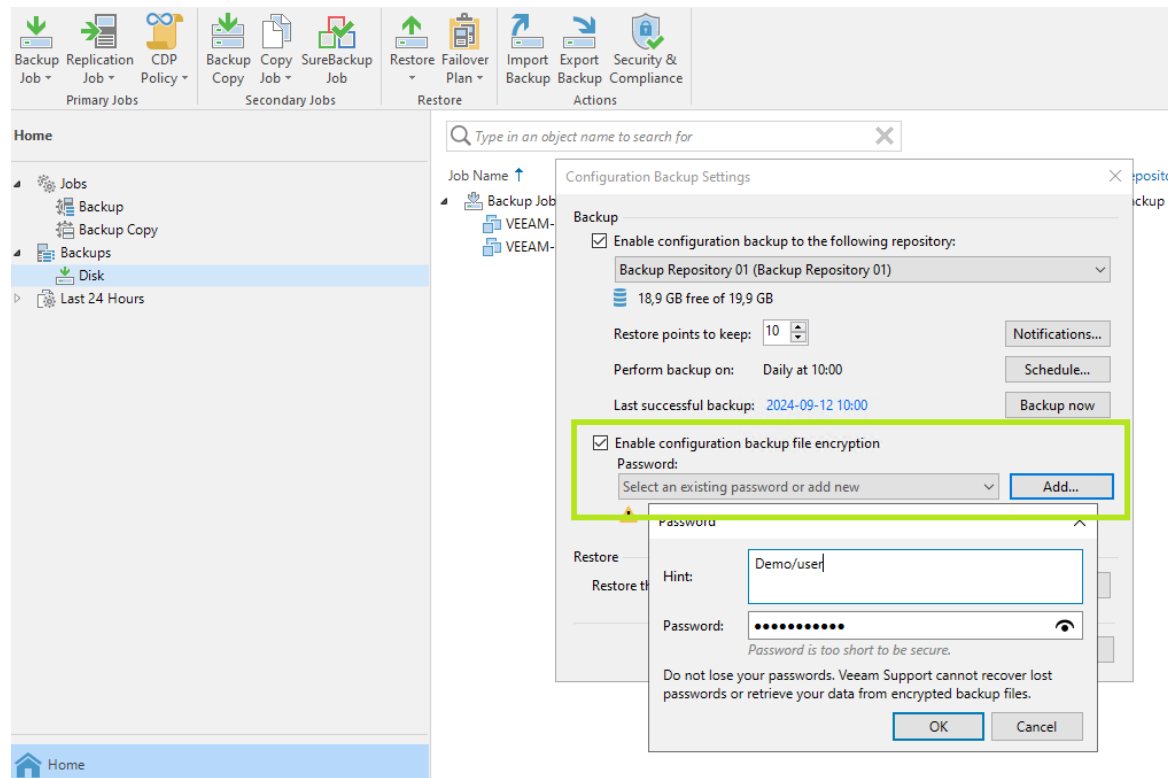 Backup Job
Replication Job
CDP Policy
Backup Copy
Copy Job
SureBackup Job
Restore
Failover Plan
Import Backup
Export Backup
Security & Compliance
Primary Jobs
Secondary Jobs
Restore
Actions
Home
Type in an object name to search for
Jobs
Backup
Backup Copy
Backups
Disk
Last 24 Hours
Job Name
Backup Job
VEEAM-
VEEAM-
Configuration Backup Settings
Backup
Enable configuration backup to the following repository:
Backup Repository 01 (Backup Repository 01)
18,9 GB free of 19,9 GB
Restore points to keep: 10
Notifications...
Perform backup on: Daily at 10:00
Schedule...
Last successful backup: 2024-09-12 10:00
Backup now
Enable configuration backup file encryption
Password:
Select an existing password or add new
Add...
Password
Restore
Hint: Demo/user
Password: •••••••••••
Password is too short to be secure.
Do not lose your passwords. Veeam Support cannot recover lost
passwords or retrieve your data from encrypted backup files.
OK
Cancel
Home